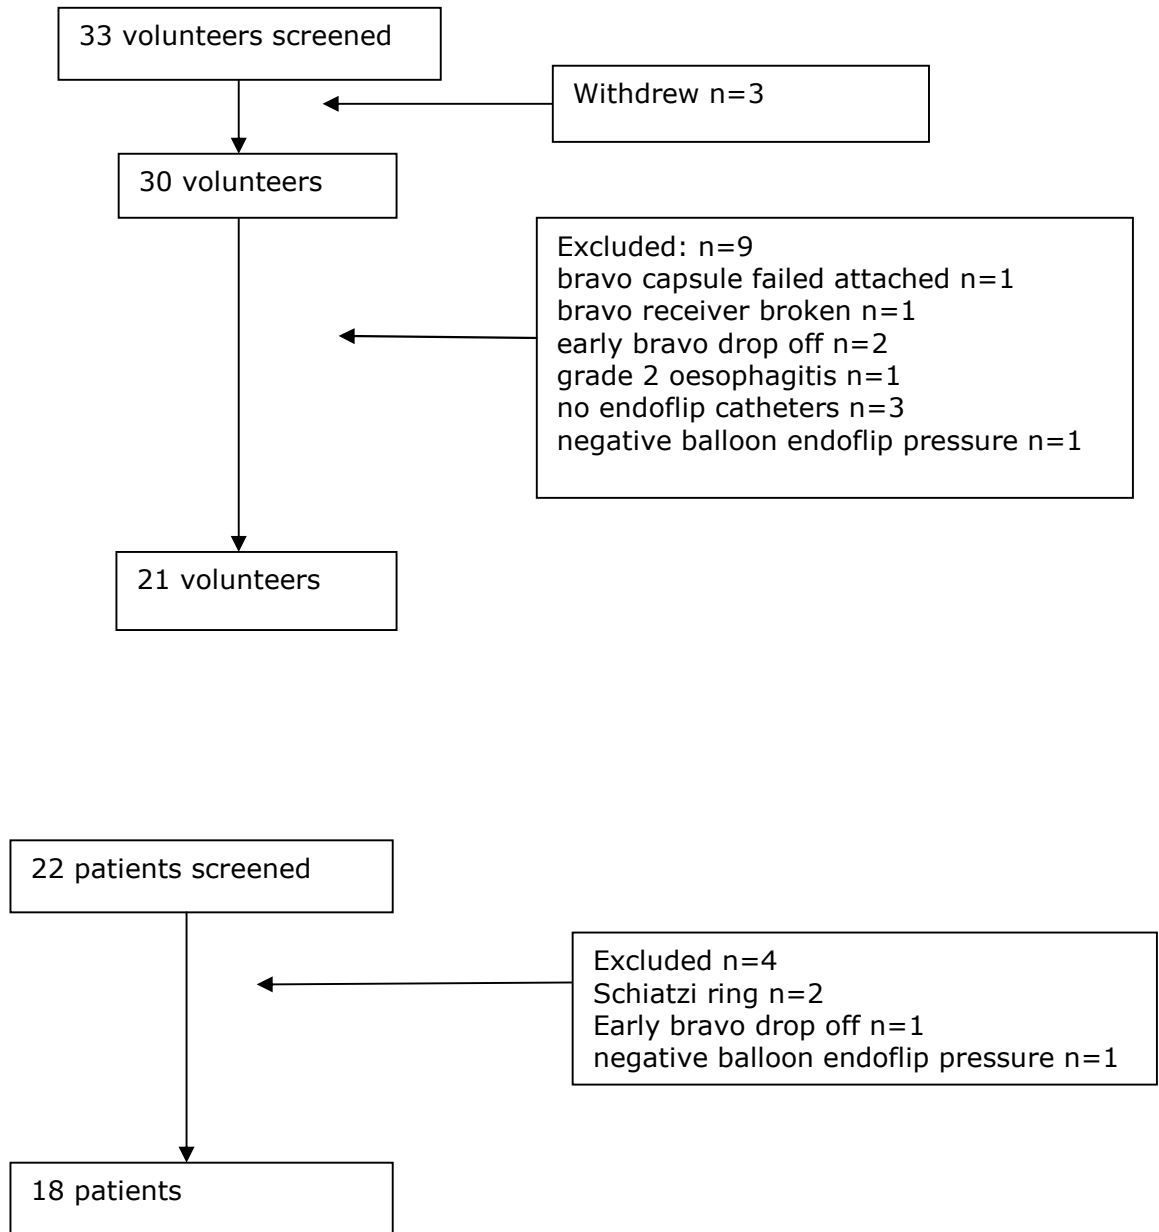 33 volunteers screened
Withdrew n=3
30 volunteers
Excluded: n=9
bravo capsule failed attached n=1
bravo receiver broken n=1
early bravo drop off n=2
grade 2 oesophagitis n=1
no endoflip catheters n=3
negative balloon endoflip pressure n=1
21 volunteers
22 patients screened
Excluded n=4
Schiatzi ring n=2
Early bravo drop off n=1
negative balloon endoflip pressure n=1
18 patients